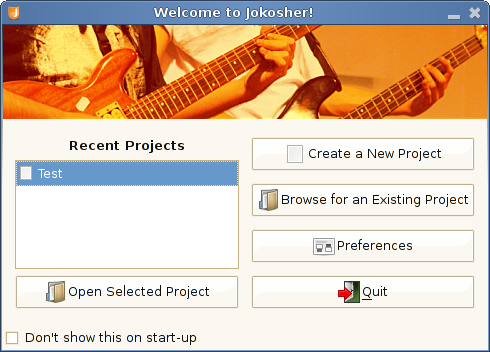 Welcome to Jokosher!
Recent Projects
Test
Open Selected Project
Create a New Project
Browse for an Existing Project
Preferences
Quit
Don't show this on start-up